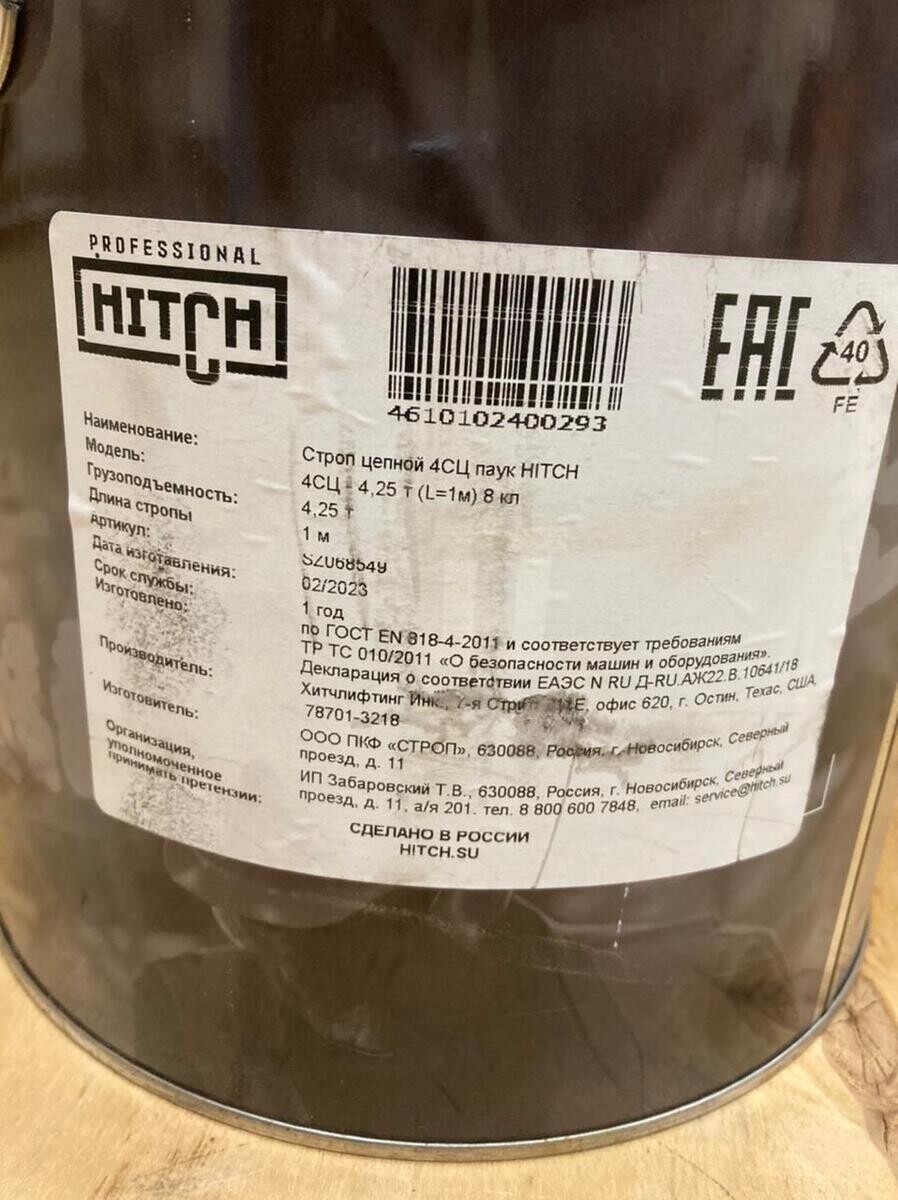 PROFESSIONAL
HITCH
4610102400293
EAC
40
FE
Наименование: Строп цепной 4СЦ паук HITCH
Модель: 4СЦ - 4,25 т (L=1м) 8 кл
Грузоподъемность: 4,25 т
Длина стропы 1 м
Артикул: SZ068549
Дата изготавления: 02/2023
Срок службы: 1 год
Изготовлено: по ГОСТ EN 818-4-2011 и соответствует требованиям
ТР ТС 010/2011 «О безопасности машин и оборудования».
Декларация о соответствии ЕАЭС N RU Д-RU.АЖ22.В.10641/18
Производитель: Хитчлифтинг Инк., 7-я Стрит 11Е, офис 620, г. Остин, Техас, США,
78701-3218
Изготовитель: ООО ПКФ «СТРОП», 630088, Россия, г. Новосибирск, Северный
проезд, д. 11
Организация,
уполномоченное
принимать претензии:
ИП Забаровский Т.В., 630088, Россия, г. Новосибирск, Северный
проезд, д. 11, а/я 201. тел. 8 800 600 7848, email: service@hitch.su
СДЕЛАНО В РОССИИ
HITCH.SU